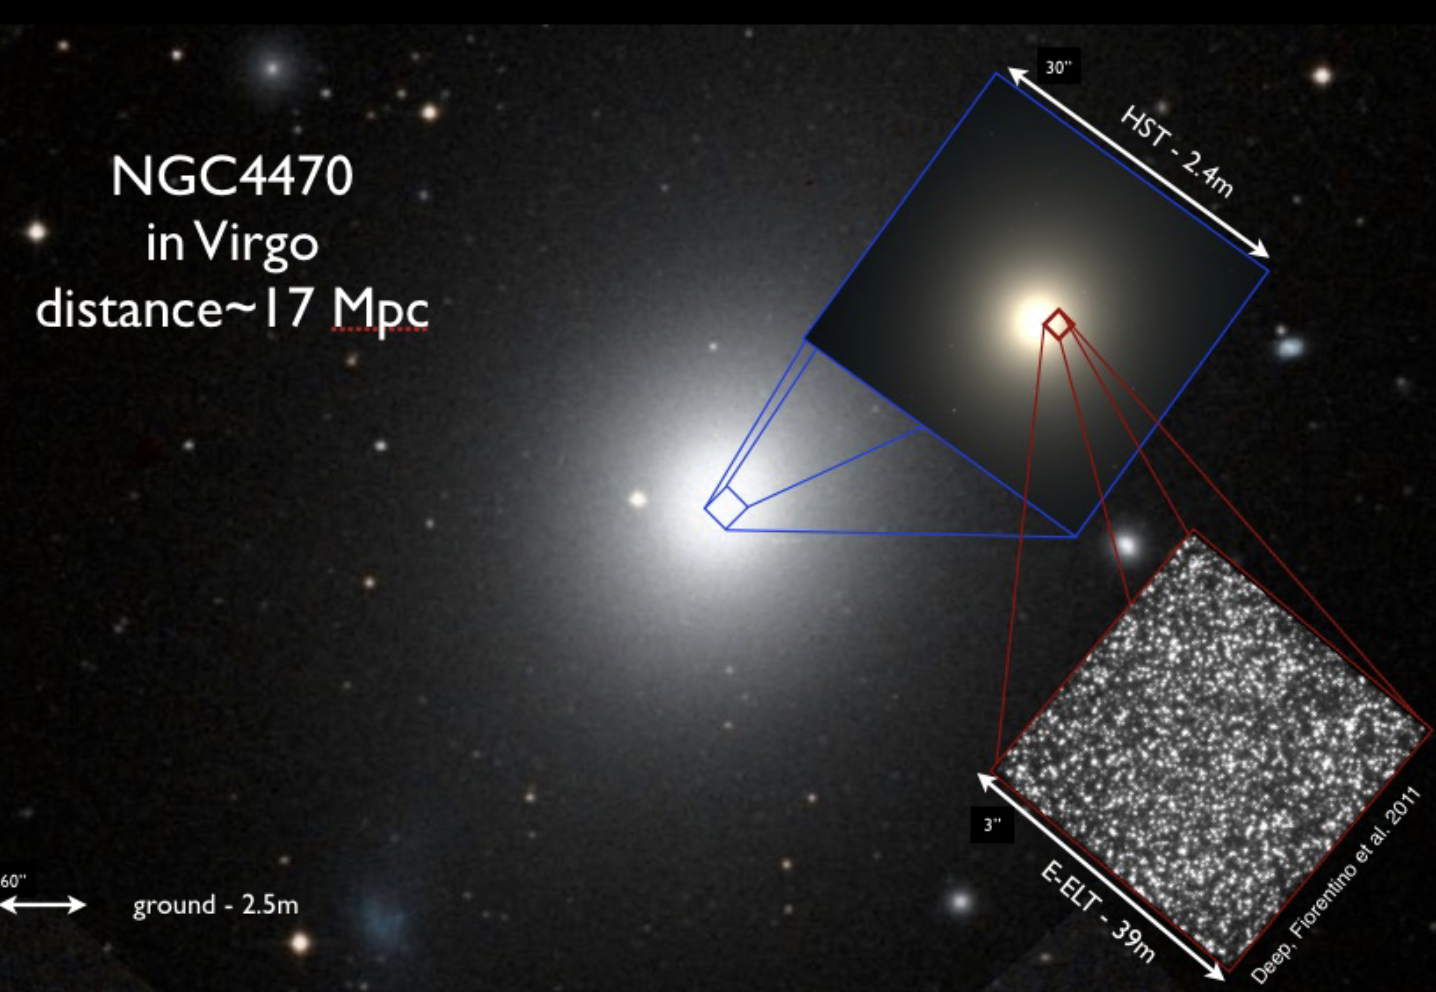 NGC4470
in Virgo
distance~17 Mpc
30"
HST - 2.4m
3"
E-ELT - 39m
Deep, Fiorentino et al. 2011
60"
ground - 2.5m